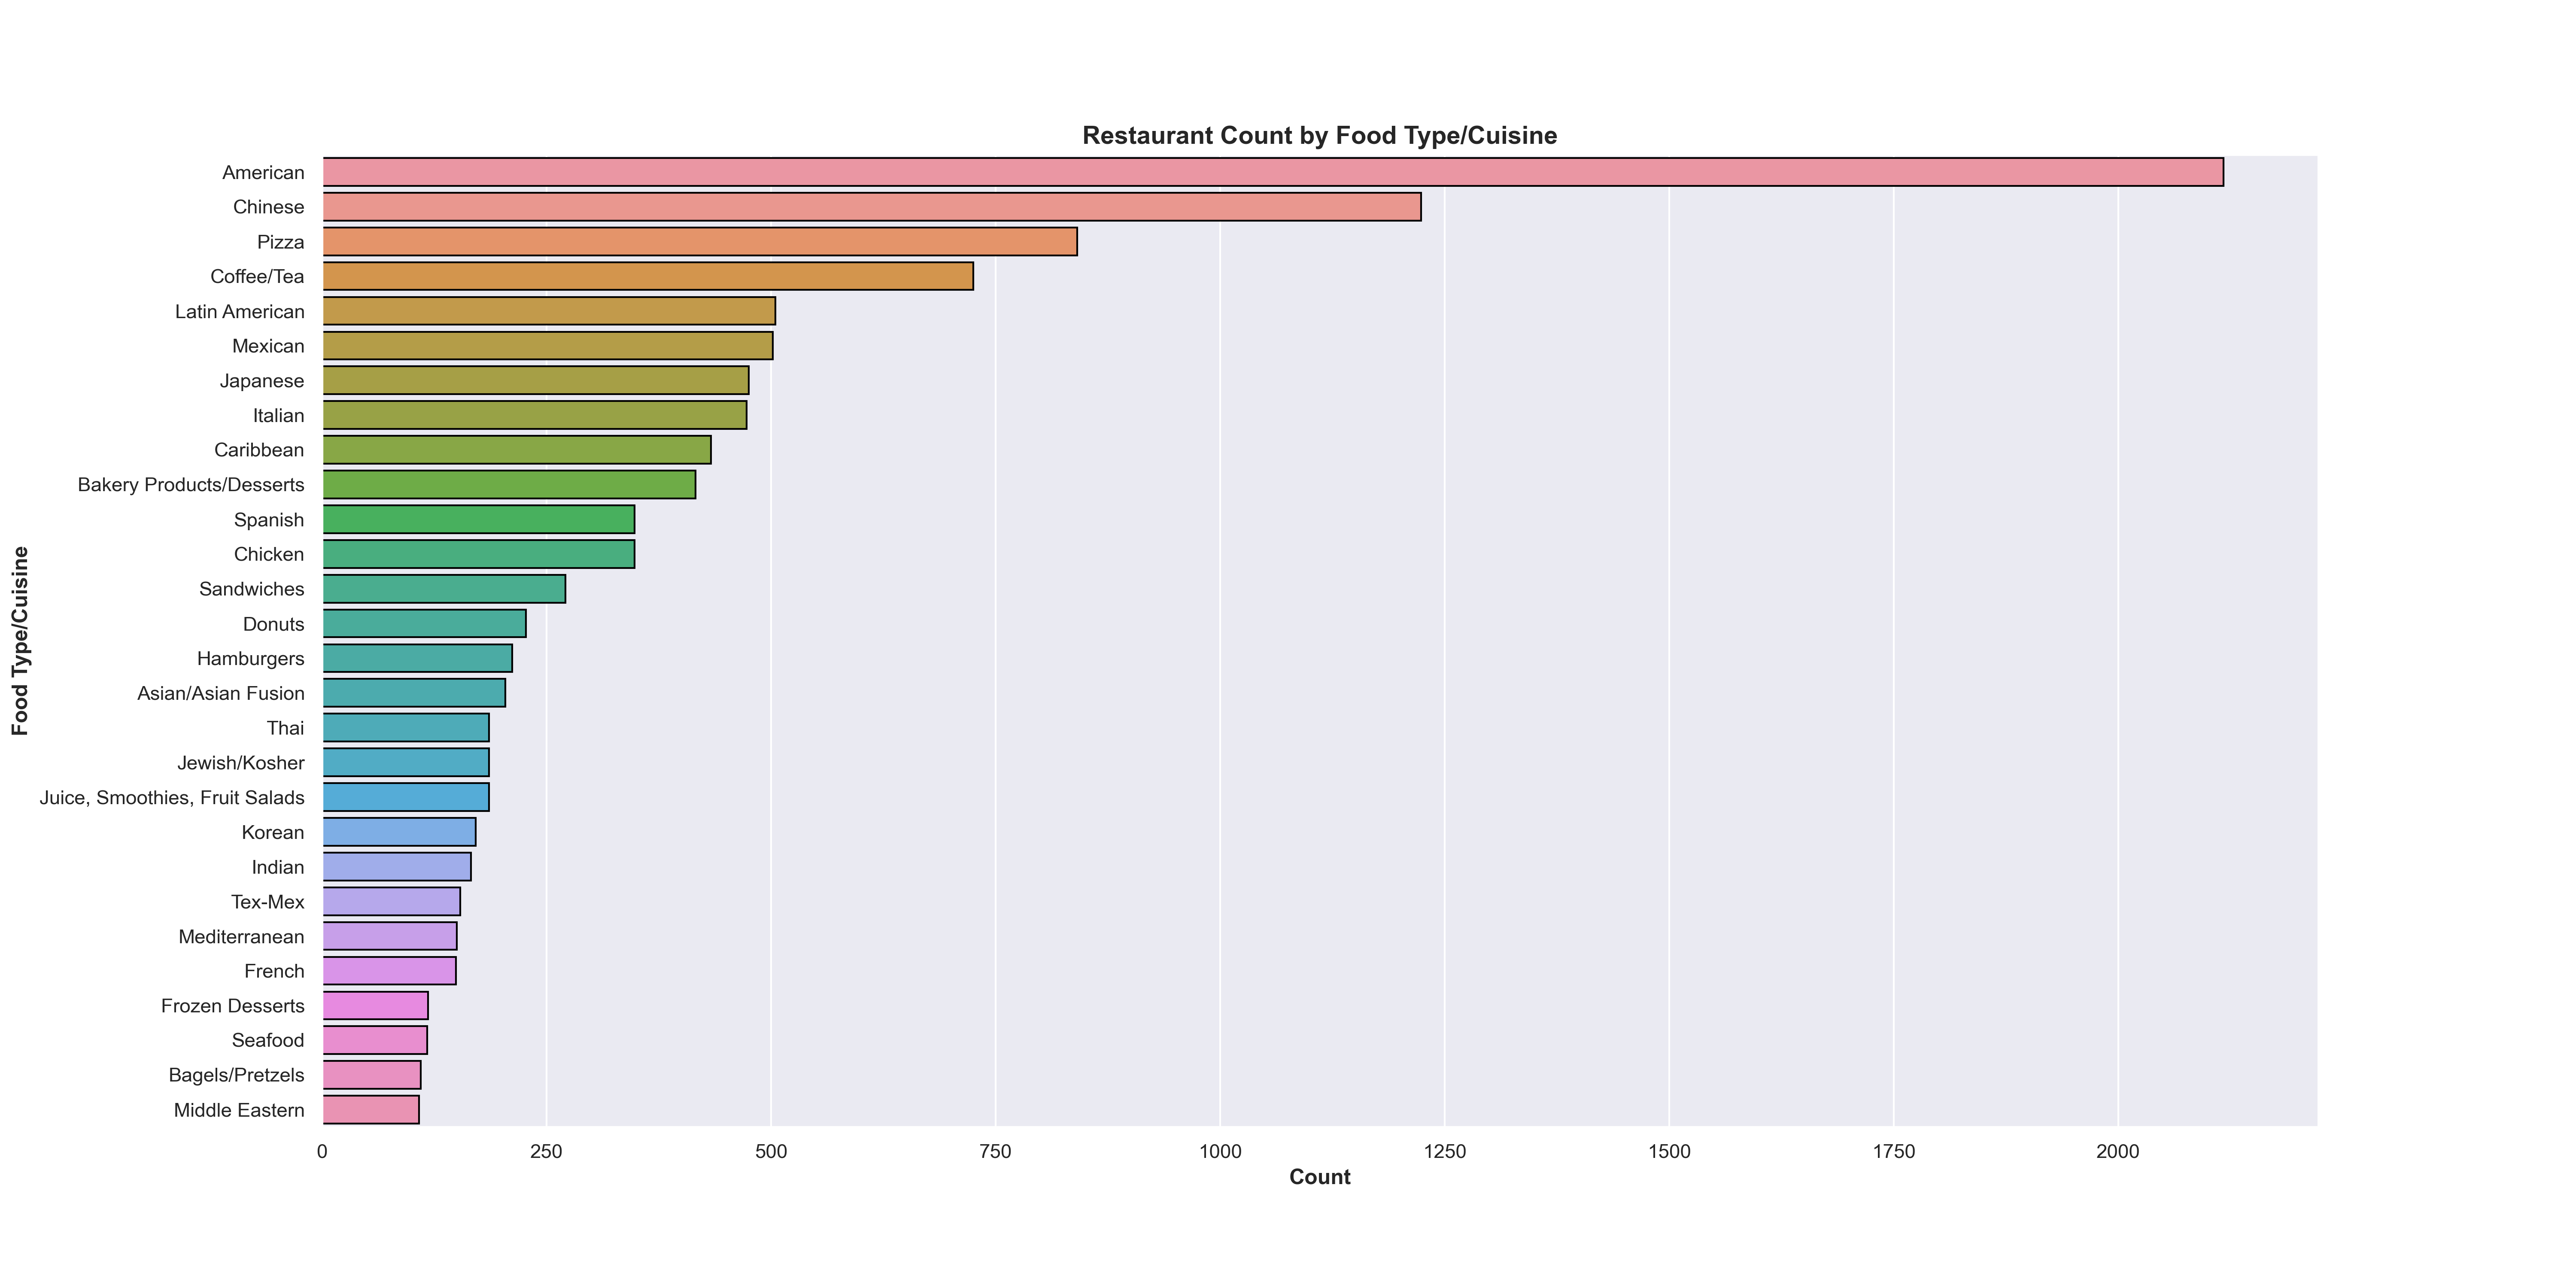 Restaurant Count by Food Type/Cuisine
Food Type/Cuisine
American
Chinese
Pizza
Coffee/Tea
Latin American
Mexican
Japanese
Italian
Caribbean
Bakery Products/Desserts
Spanish
Chicken
Sandwiches
Donuts
Hamburgers
Asian/Asian Fusion
Thai
Jewish/Kosher
Juice, Smoothies, Fruit Salads
Korean
Indian
Tex-Mex
Mediterranean
French
Frozen Desserts
Seafood
Bagels/Pretzels
Middle Eastern
0 250 500 750 1000 1250 1500 1750 2000
Count